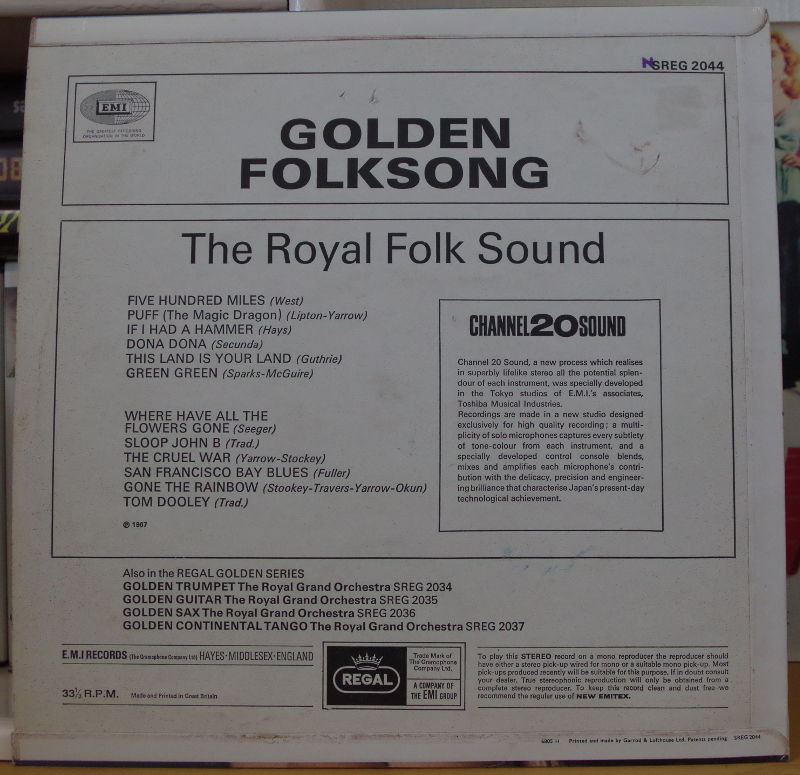 NSREG 2044
EMI
THE GREATEST RECORDING
ORGANISATION IN THE WORLD
GOLDEN
FOLKSONG
The Royal Folk Sound
FIVE HUNDRED MILES (West)
PUFF (The Magic Dragon) (Lipton-Yarrow)
IF I HAD A HAMMER (Hays)
DONA DONA (Secunda)
THIS LAND IS YOUR LAND (Guthrie)
GREEN GREEN (Sparks-McGuire)
WHERE HAVE ALL THE
FLOWERS GONE (Seeger)
SLOOP JOHN B (Trad.)
THE CRUEL WAR (Yarrow-Stockey)
SAN FRANCISCO BAY BLUES (Fuller)
GONE THE RAINBOW (Stookey-Travers-Yarrow-Okun)
TOM DOOLEY (Trad.)
℗ 1967
CHANNEL 20 SOUND
Channel 20 Sound, a new process which realises
in superbly lifelike stereo all the potential splen-
dour of each instrument, was specially developed
in the Tokyo studios of E.M.I.'s associates,
Toshiba Musical Industries.
Recordings are made in a new studio designed
exclusively for high quality recording; a multi-
plicity of solo microphones captures every subtlety
of tone-colour from each instrument, and a
specially developed control console blends,
mixes and amplifies each microphone's contri-
bution with the delicacy, precision and engineer-
ing brilliance that characterise Japan's present-day
technological achievement.
Also in the REGAL GOLDEN SERIES
GOLDEN TRUMPET The Royal Grand Orchestra SREG 2034
GOLDEN GUITAR The Royal Grand Orchestra SREG 2035
GOLDEN SAX The Royal Grand Orchestra SREG 2036
GOLDEN CONTINENTAL TANGO The Royal Grand Orchestra SREG 2037
E.M.I RECORDS (The Gramophone Company Ltd) HAYES·MIDDLESEX·ENGLAND
33⅓ R.P.M. Made and Printed in Great Britain
REGAL
Trade Mark of
The Gramophone
Company Ltd.
A COMPANY OF
THE EMI GROUP
To play this STEREO record on a mono reproducer the reproducer should
have either a stereo pick-up wired for mono or a suitable mono pick-up. Most
pick-ups produced recently will be suitable for this purpose. If in doubt consult
your dealer. True stereophonic reproduction will only be obtained from a
complete stereo reproducer. To keep this record clean and dust free-we
recommend the regular use of NEW EMITEX.
6805 H Printed and made by Garrod & Lofthouse Ltd. Patents pending SREG 2044